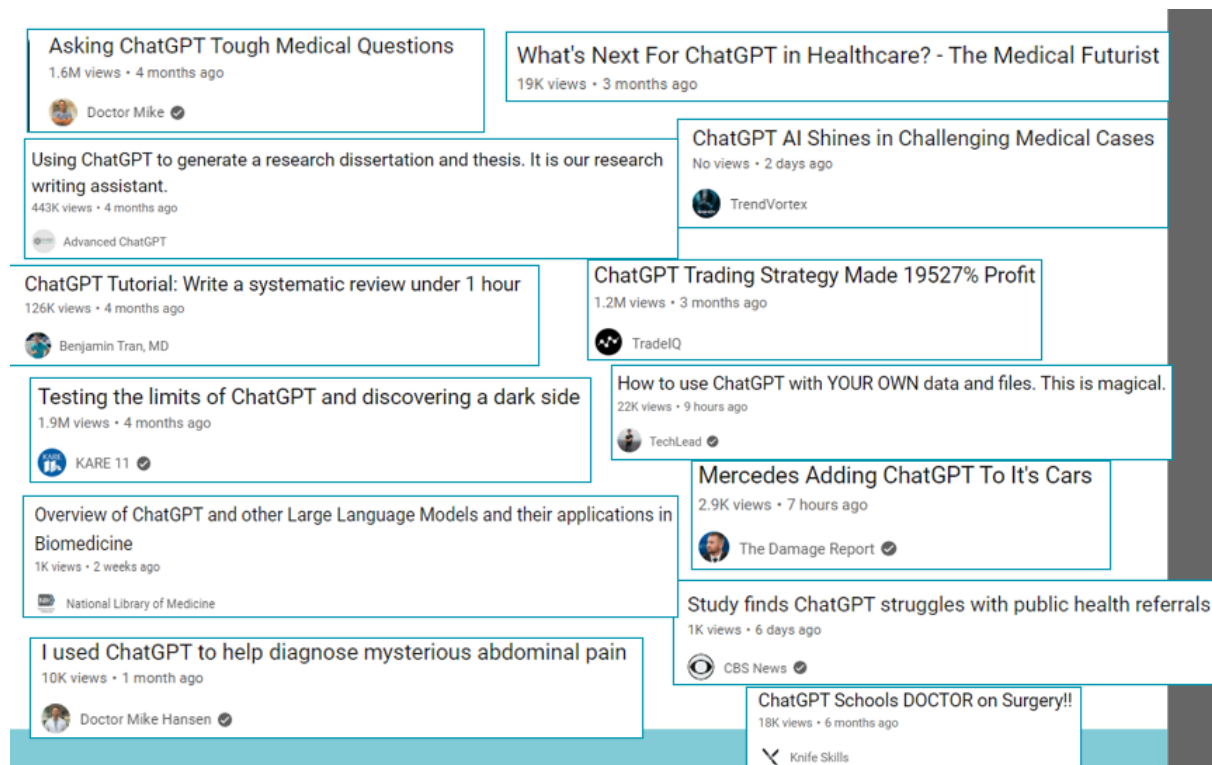 Asking ChatGPT Tough Medical Questions
1.6M views • 4 months ago
Doctor Mike
What's Next For ChatGPT in Healthcare? - The Medical Futurist
19K views • 3 months ago
Using ChatGPT to generate a research dissertation and thesis. It is our research
writing assistant.
443K views • 4 months ago
Advanced ChatGPT
ChatGPT AI Shines in Challenging Medical Cases
No views • 2 days ago
TrendVortex
ChatGPT Tutorial: Write a systematic review under 1 hour
126K views • 4 months ago
Benjamin Tran, MD
ChatGPT Trading Strategy Made 19527% Profit
1.2M views • 3 months ago
TradeIQ
Testing the limits of ChatGPT and discovering a dark side
1.9M views • 4 months ago
KARE 11
How to use ChatGPT with YOUR OWN data and files. This is magical.
22K views • 9 hours ago
TechLead
Mercedes Adding ChatGPT To It's Cars
2.9K views • 7 hours ago
The Damage Report
Overview of ChatGPT and other Large Language Models and their applications in
Biomedicine
1K views • 2 weeks ago
National Library of Medicine
Study finds ChatGPT struggles with public health referrals
1K views • 6 days ago
CBS News
I used ChatGPT to help diagnose mysterious abdominal pain
10K views • 1 month ago
Doctor Mike Hansen
ChatGPT Schools DOCTOR on Surgery!!
18K views • 6 months ago
Knife Skills